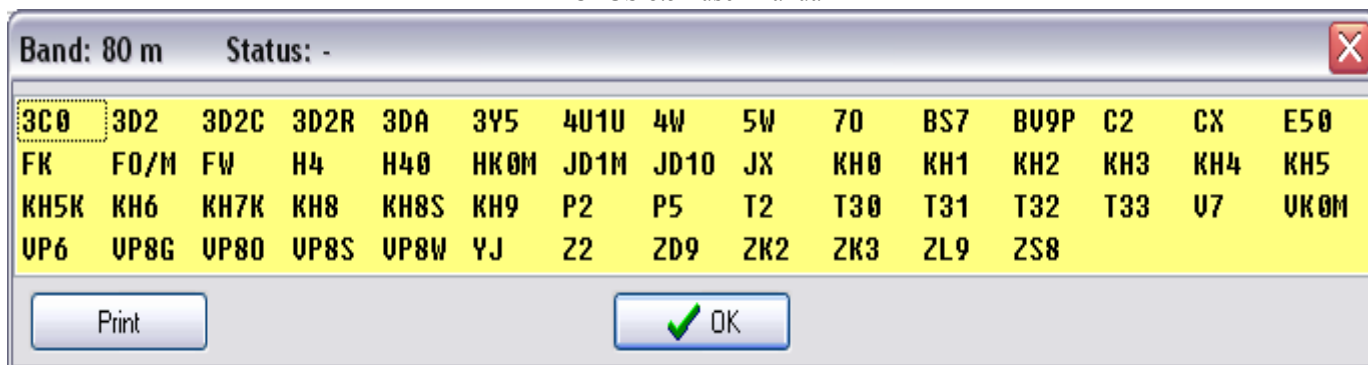 Band: 80 m Status: -
3C0 3D2 3D2C 3D2R 3DA 3Y5 4U1U 4W 5W 7O BS7 BV9P C2 CX E50
FK FO/M FW H4 H40 HK0M JD1M JD1O JX KH0 KH1 KH2 KH3 KH4 KH5
KH5K KH6 KH7K KH8 KH8S KH9 P2 P5 T2 T30 T31 T32 T33 V7 VK0M
VP6 VP8G VP8O VP8S VP8W YJ Z2 ZD9 ZK2 ZK3 ZL9 ZS8
Print OK